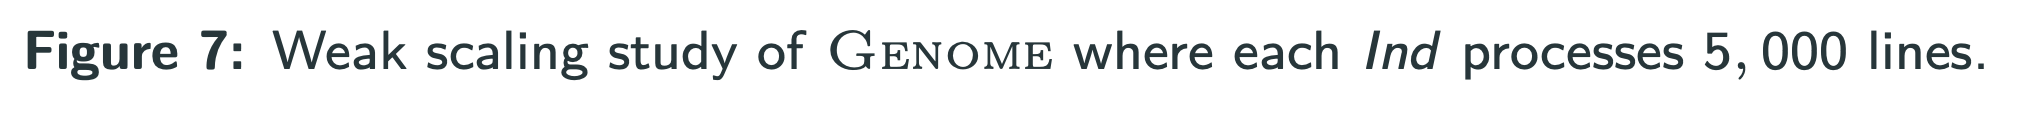 Figure 7: Weak scaling study of GENOME where each Ind processes 5, 000 lines.